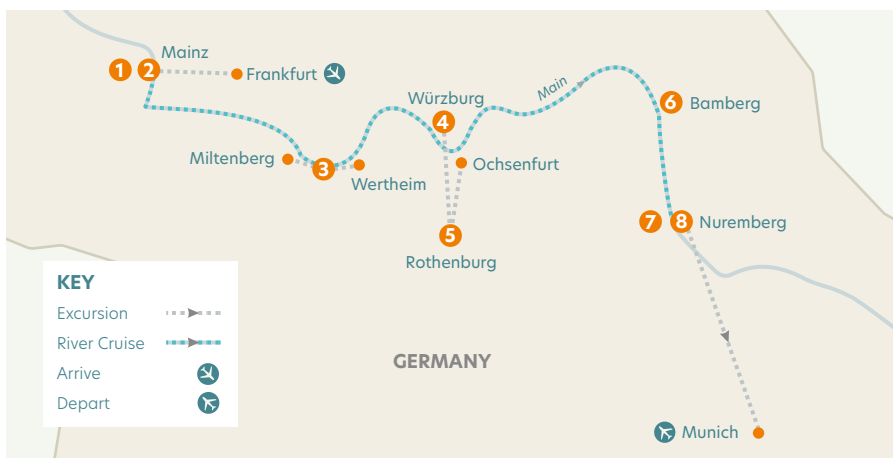 Mainz
1 2
Frankfurt
Würzburg
4
Main
6
Bamberg
Miltenberg
3
Wertheim
Ochsenfurt
5
Rothenburg
7 8
Nuremberg
KEY
Excursion
River Cruise
Arrive
Depart
GERMANY
Munich